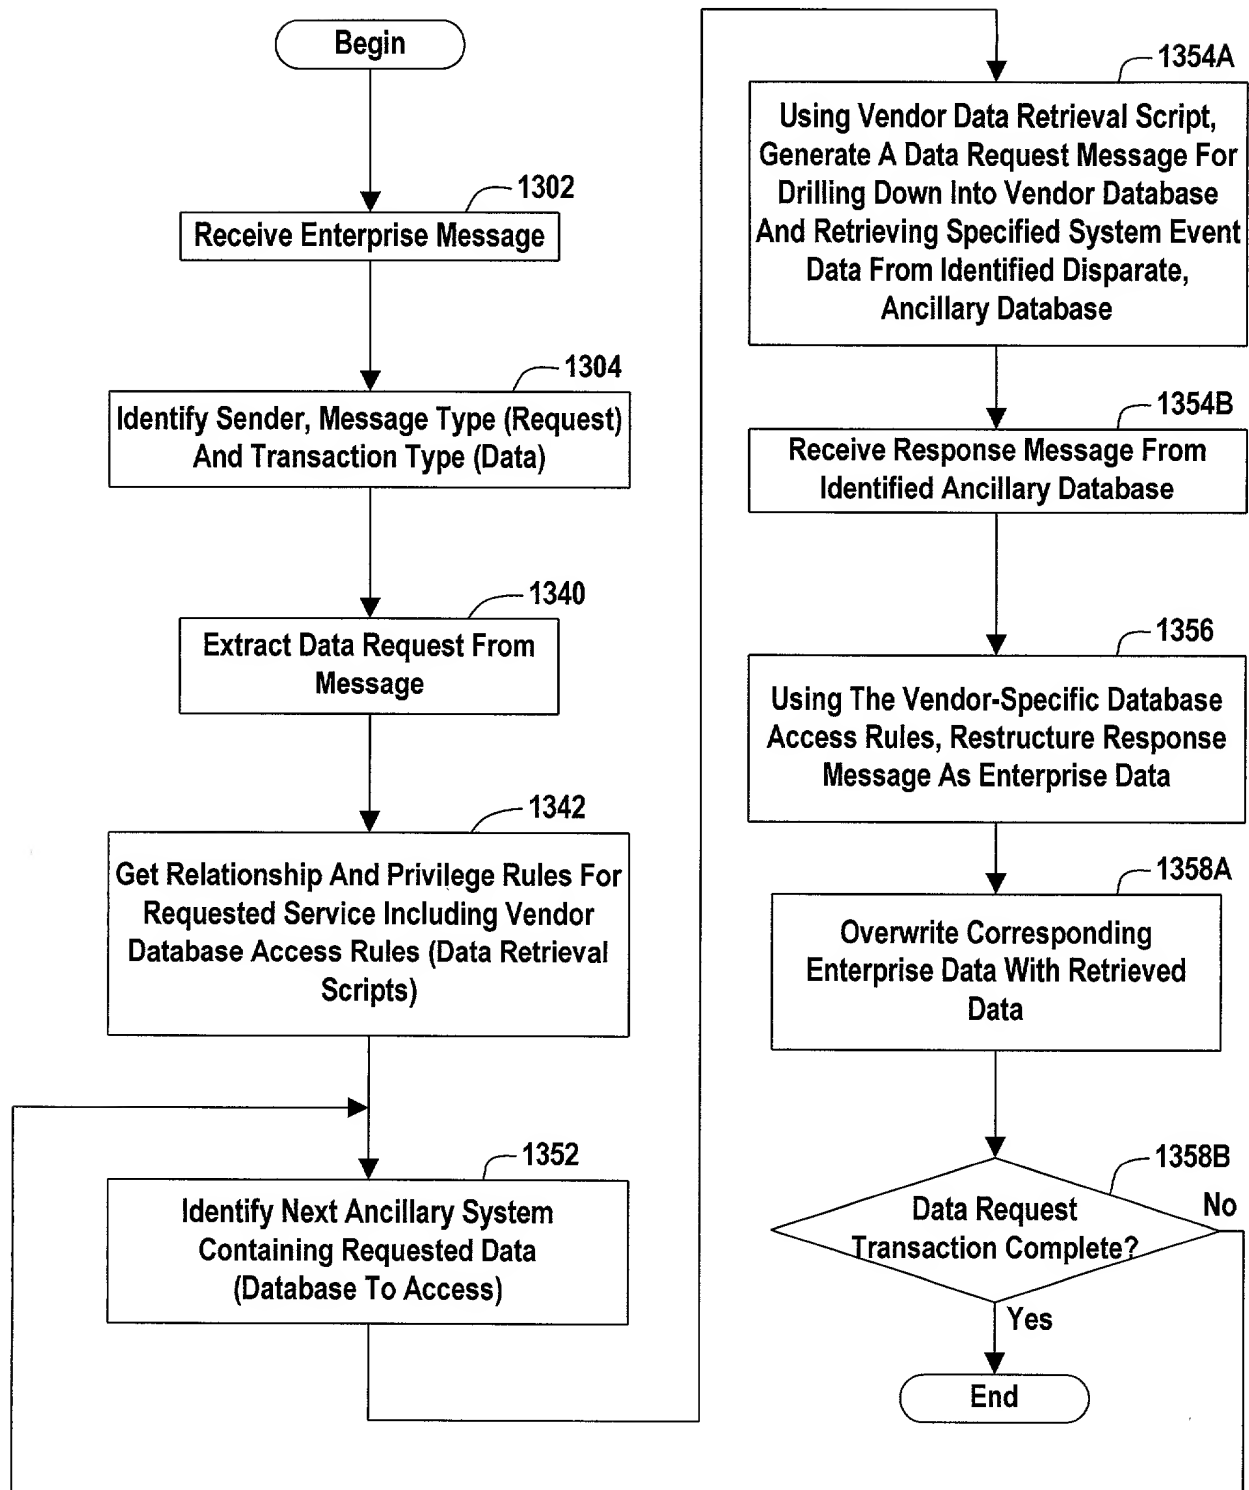 Begin
1302
Receive Enterprise Message
1304
Identify Sender, Message Type (Request)
And Transaction Type (Data)
1340
Extract Data Request From
Message
1342
Get Relationship And Privilege Rules For
Requested Service Including Vendor
Database Access Rules (Data Retrieval
Scripts)
1352
Identify Next Ancillary System
Containing Requested Data
(Database To Access)
1354A
Using Vendor Data Retrieval Script,
Generate A Data Request Message For
Drilling Down Into Vendor Database
And Retrieving Specified System Event
Data From Identified Disparate,
Ancillary Database
1354B
Receive Response Message From
Identified Ancillary Database
1356
Using The Vendor-Specific Database
Access Rules, Restructure Response
Message As Enterprise Data
1358A
Overwrite Corresponding
Enterprise Data With Retrieved
Data
1358B
Data Request
Transaction Complete?
No
Yes
End